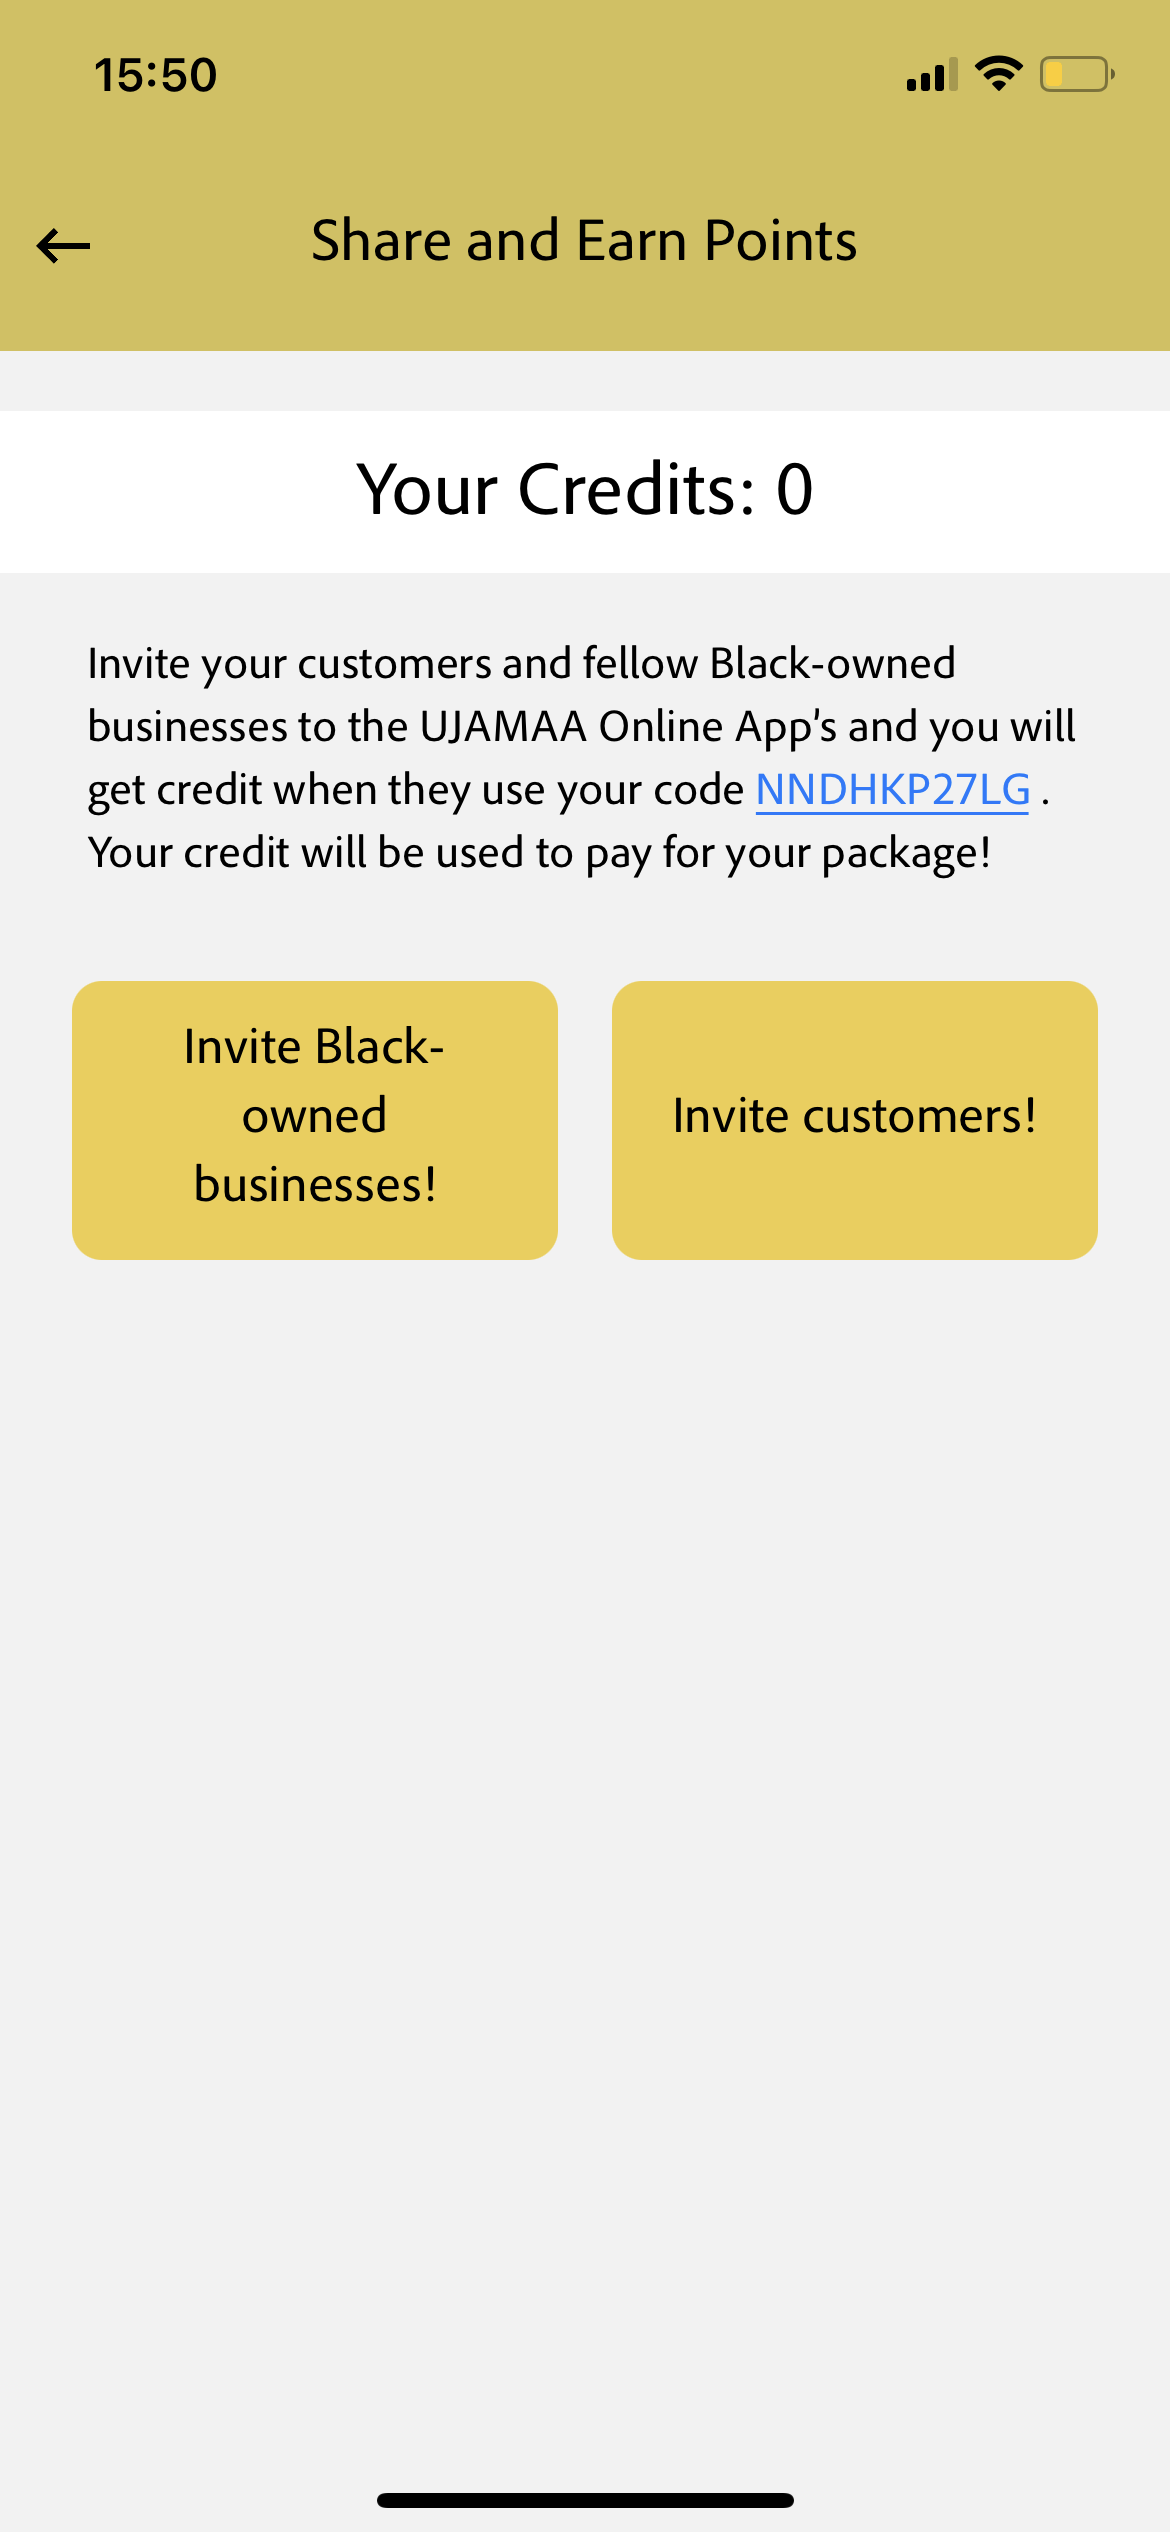 15:50
Share and Earn Points
Your Credits: 0
Invite your customers and fellow Black-owned
businesses to the UJAMAA Online App's and you will
get credit when they use your code NNDHKP27LG .
Your credit will be used to pay for your package!
Invite Black-
owned
businesses!
Invite customers!